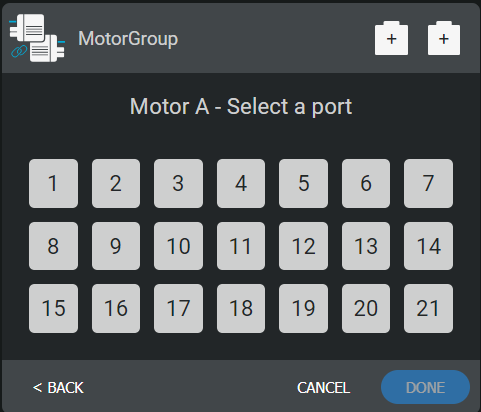 MotorGroup + +
Motor A - Select a port
1 2 3 4 5 6 7
8 9 10 11 12 13 14
15 16 17 18 19 20 21
< BACK CANCEL DONE